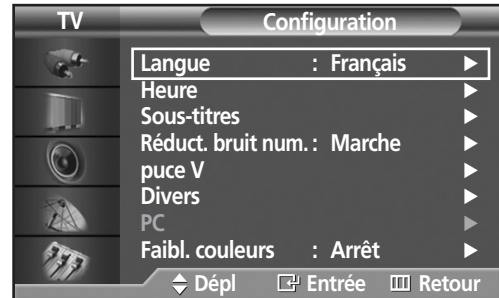 TV Configuration
Langue : Français
Heure
Sous-titres
Réduct. bruit num. : Marche
puce V
Divers
PC
Faibl. couleurs : Arrêt
Dépl Entrée Retour